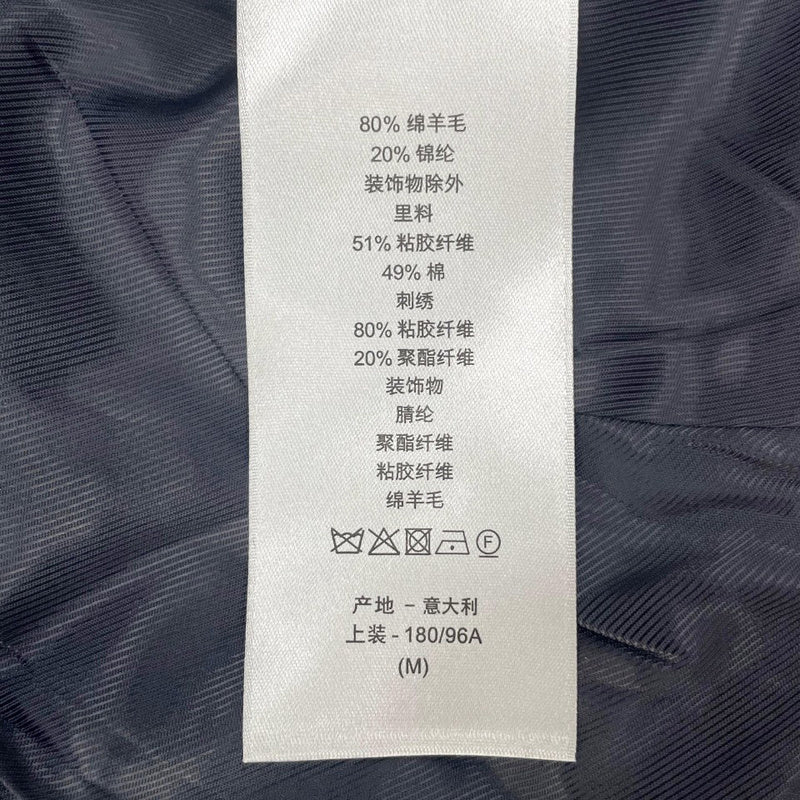 80% 绵羊毛
20% 锦纶
装饰物除外
里料
51% 粘胶纤维
49% 棉
刺绣
80% 粘胶纤维
20% 聚酯纤维
装饰物
腈纶
聚酯纤维
粘胶纤维
绵羊毛
F
产地 - 意大利
上装 - 180/96A
(M)